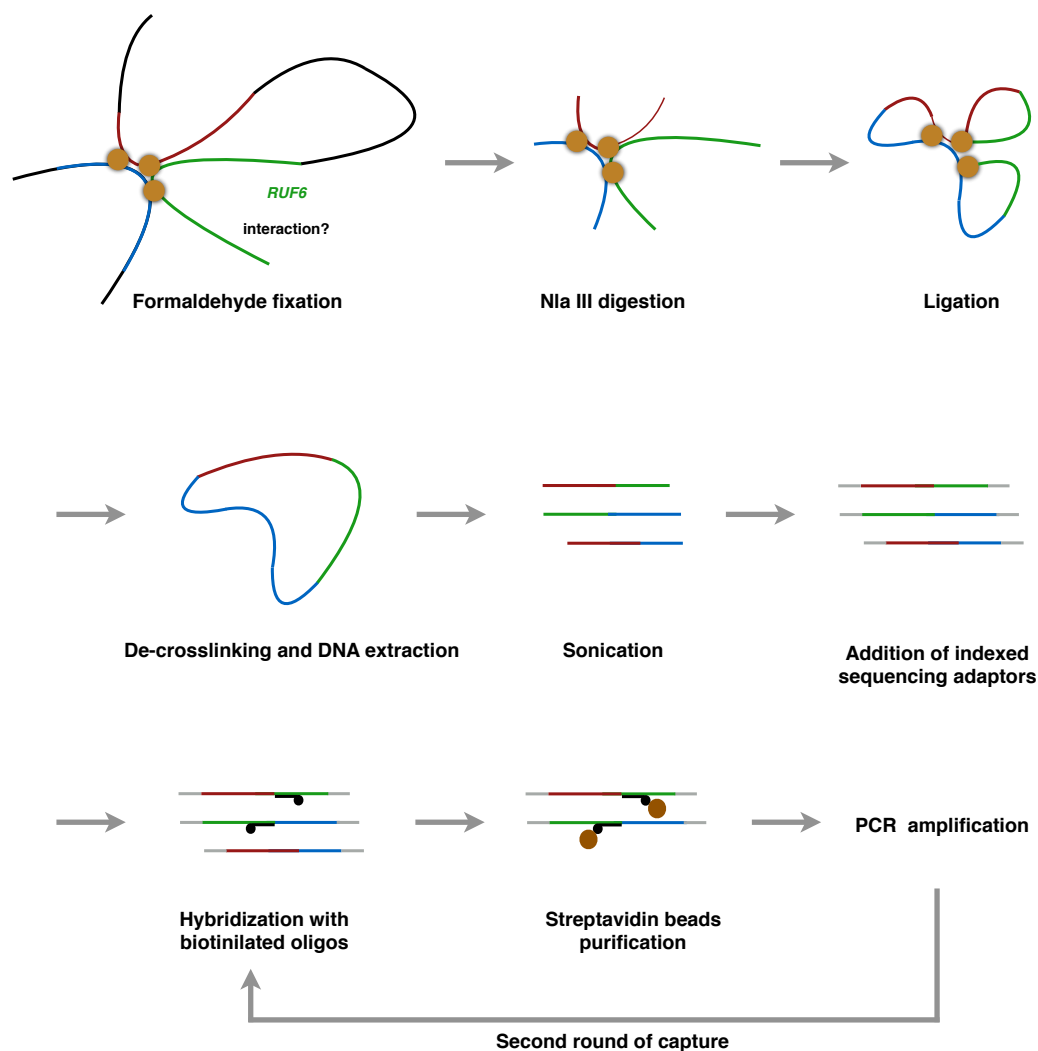 RUF6
interaction?
Formaldehyde fixation
Nla III digestion
Ligation
De-crosslinking and DNA extraction
Sonication
Addition of indexed
sequencing adaptors
Hybridization with
biotinilated oligos
Streptavidin beads
purification
PCR amplification
Second round of capture